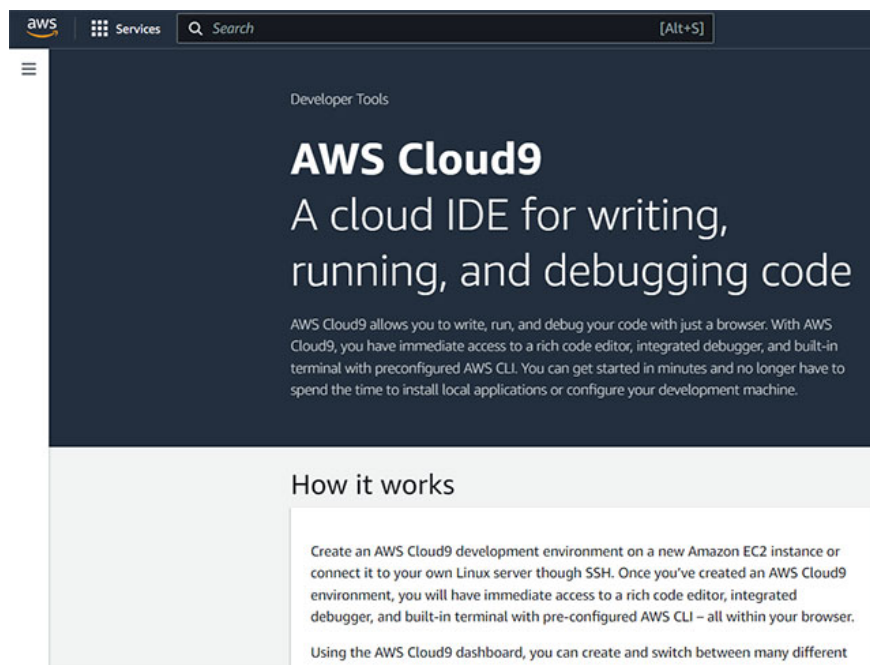 aws
Services
Search
[Alt+S]
Developer Tools
AWS Cloud9
A cloud IDE for writing,
running, and debugging code
AWS Cloud9 allows you to write, run, and debug your code with just a browser. With AWS
Cloud9, you have immediate access to a rich code editor, integrated debugger, and built-in
terminal with preconfigured AWS CLI. You can get started in minutes and no longer have to
spend the time to install local applications or configure your development machine.
How it works
Create an AWS Cloud9 development environment on a new Amazon EC2 instance or
connect it to your own Linux server though SSH. Once you've created an AWS Cloud9
environment, you will have immediate access to a rich code editor, integrated
debugger, and built-in terminal with pre-configured AWS CLI – all within your browser.
Using the AWS Cloud9 dashboard, you can create and switch between many different